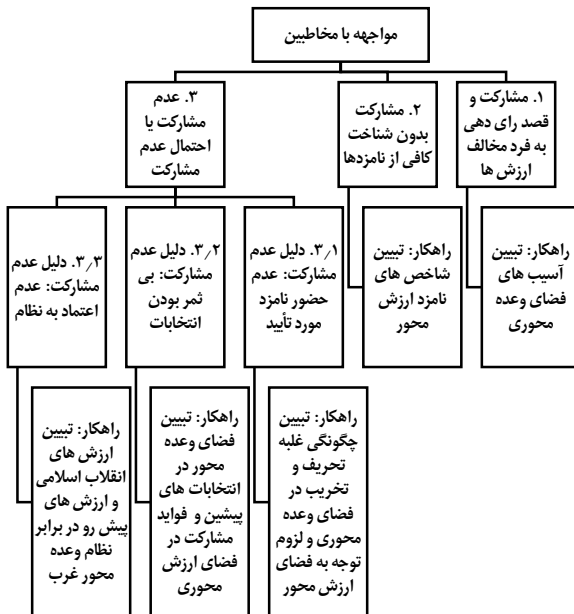 مواجهه با مخاطبین
۱. مشارکت و
قصد رای دهی
به فرد مخالف
ارزش ها
راهکار: تبیین
آسیب های
فضای وعده
محوری
۲. مشارکت
بدون شناخت
کافی از نامزدها
راهکار: تبیین
شاخص های
نامزد ارزش
محور
۳. عدم
مشارکت یا
احتمال عدم
مشارکت
۳٫۱. دلیل عدم
مشارکت: عدم
حضور نامزد
مورد تأیید
راهکار: تبیین
چگونگی غلبه
تحریف و
تخریب در
فضای وعده
محوری و لزوم
توجه به فضای
ارزش محور
۳٫۲. دلیل عدم
مشارکت: بی
ثمر بودن
انتخابات
راهکار: تبیین
فضای وعده
محور در
انتخابات های
پیشین و فواید
مشارکت در
فضای ارزش
محوری
۳٫۳. دلیل عدم
مشارکت: عدم
اعتماد به نظام
راهکار: تبیین
ارزش های
انقلاب اسلامی
و ارزش های
پیش رو در برابر
نظام وعده
محور غرب